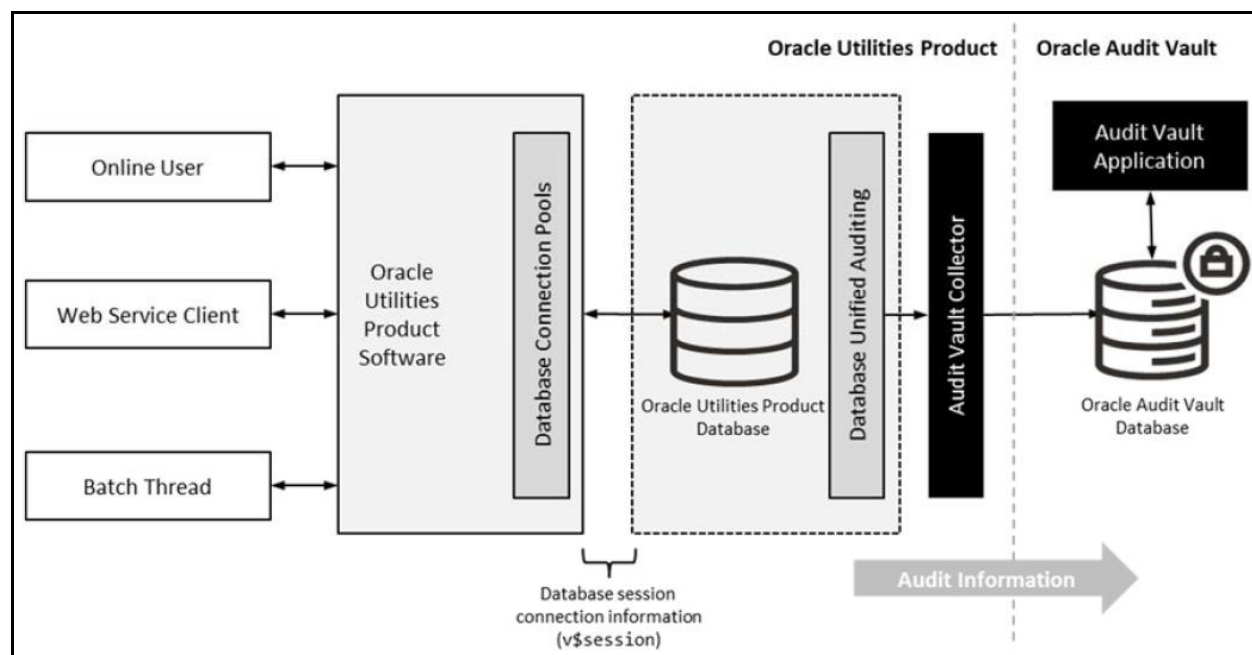 Oracle Utilities Product
Oracle Audit Vault
Online User
Web Service Client
Batch Thread
Oracle
Utilities
Product
Software
Database Connection Pools
Oracle Utilities Product
Database
Database Unified Auditing
Audit Vault Collector
Audit Vault
Application
Oracle Audit Vault
Database
Audit Information
Database session
connection information
(v$session)